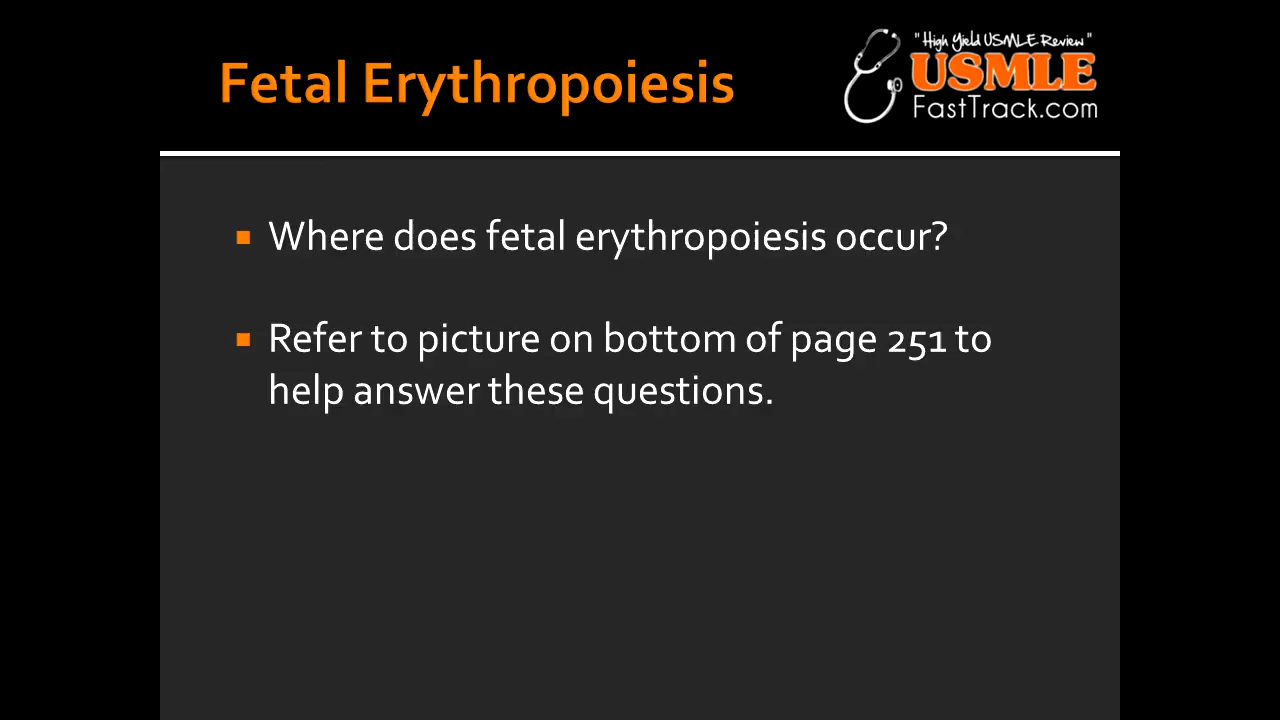 Fetal Erythropoiesis
"High Yield USMLE Review"
USMLE
FastTrack.com
Where does fetal erythropoiesis occur?
Refer to picture on bottom of page 251 to
help answer these questions.